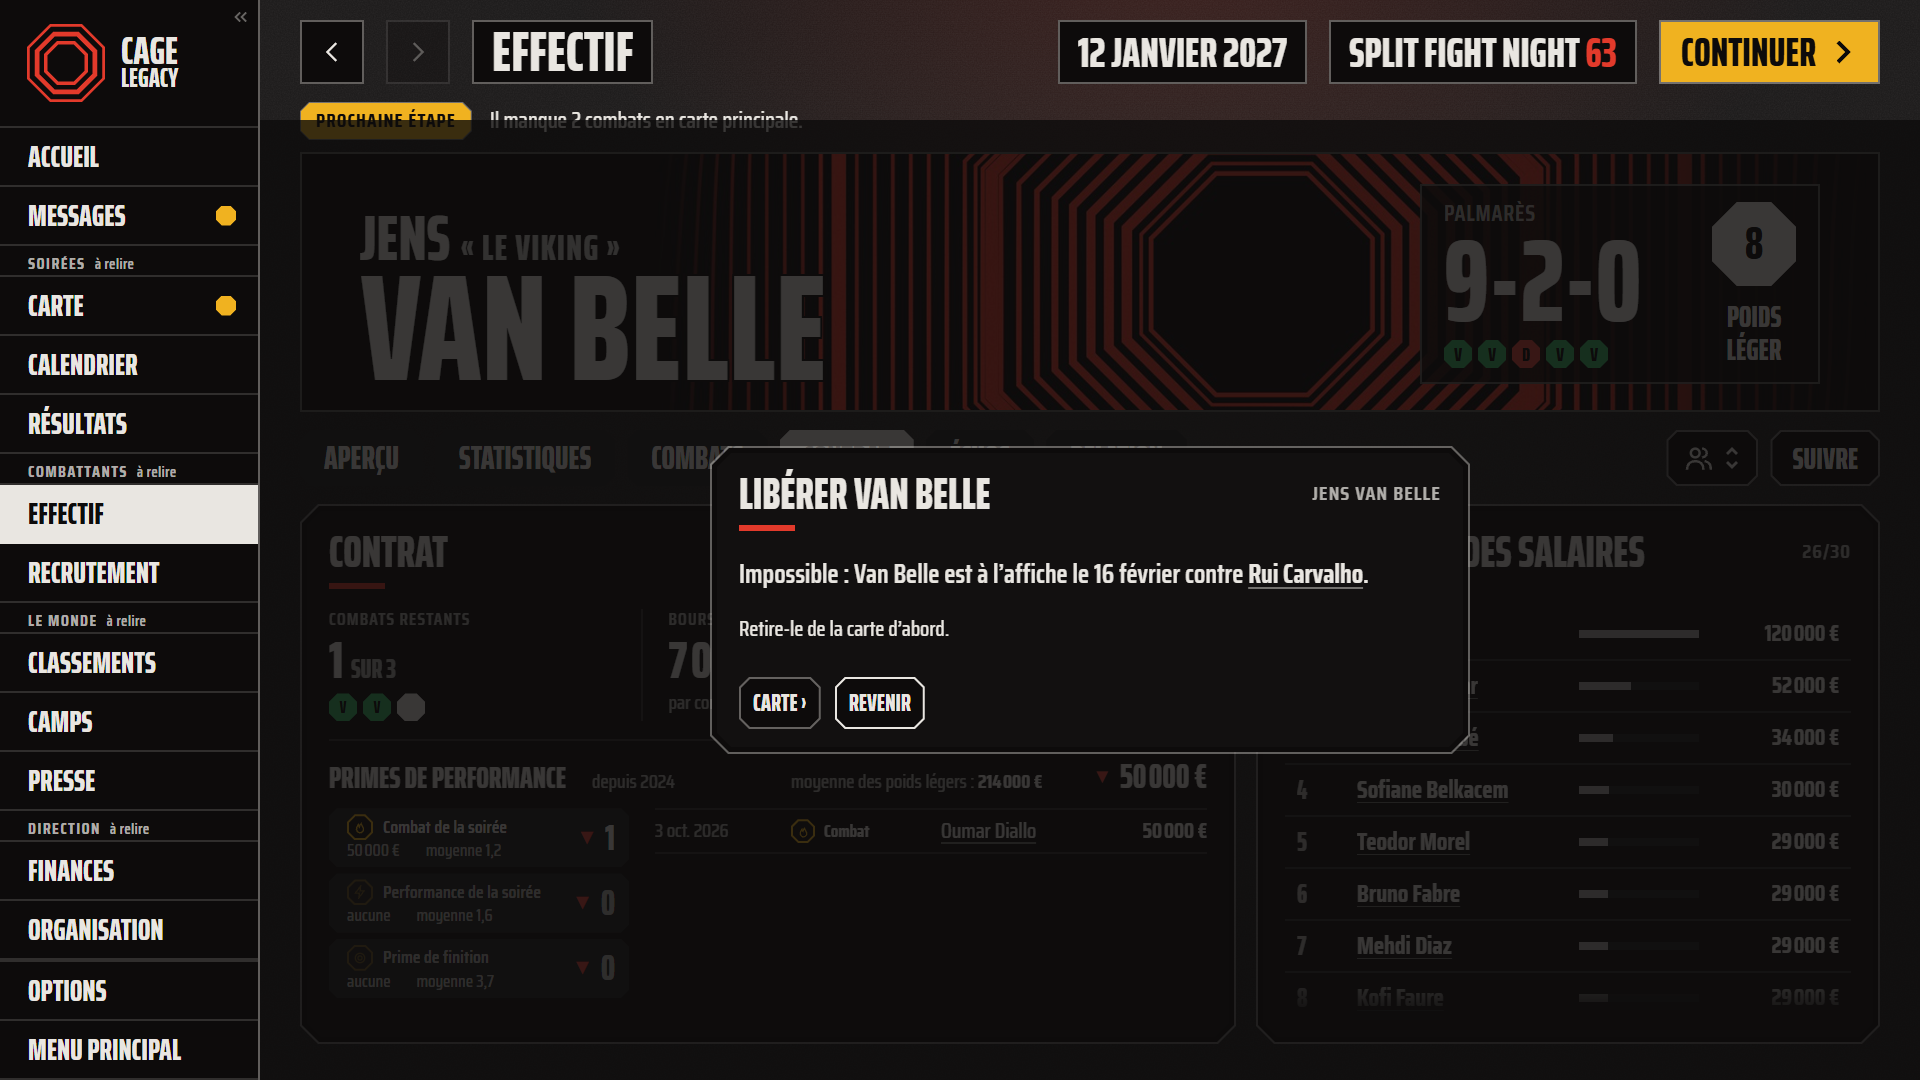 CAGE
LEGACY
«
EFFECTIF
12 JANVIER 2027
SPLIT FIGHT NIGHT 63
CONTINUER
PROCHAINE ÉTAPE
Il manque 2 combats en carte principale.
ACCUEIL
MESSAGES
SOIRÉES à relire
CARTE
CALENDRIER
RÉSULTATS
COMBATTANTS à relire
EFFECTIF
RECRUTEMENT
LE MONDE à relire
CLASSEMENTS
CAMPS
PRESSE
DIRECTION à relire
FINANCES
ORGANISATION
OPTIONS
MENU PRINCIPAL
JENS « LE VIKING »
VAN BELLE
PALMARÈS
9-2-0
V V D V V
8
POIDS
LÉGER
APERÇU
STATISTIQUES
SUIVRE
LIBÉRER VAN BELLE
JENS VAN BELLE
Impossible : Van Belle est à l’affiche le 16 février contre Rui Carvalho.
Retire-le de la carte d’abord.
CARTE ›
REVENIR
CONTRAT
COMBATS RESTANTS
1 SUR 3
V V
PRIMES DE PERFORMANCE depuis 2024
moyenne des poids légers : 214 000 €
▼ 50 000 €
Combat de la soirée
50 000 € moyenne 1,2
▼ 1
Performance de la soirée
aucune moyenne 1,6
▼ 0
Prime de finition
aucune moyenne 3,7
▼ 0
3 oct. 2026 Combat Oumar Diallo 50 000 €
DES SALAIRES
26/30
120 000 €
52 000 €
34 000 €
4 Sofiane Belkacem 30 000 €
5 Teodor Morel 29 000 €
6 Bruno Fabre 29 000 €
7 Mehdi Diaz 29 000 €
8 Kofi Faure 29 000 €